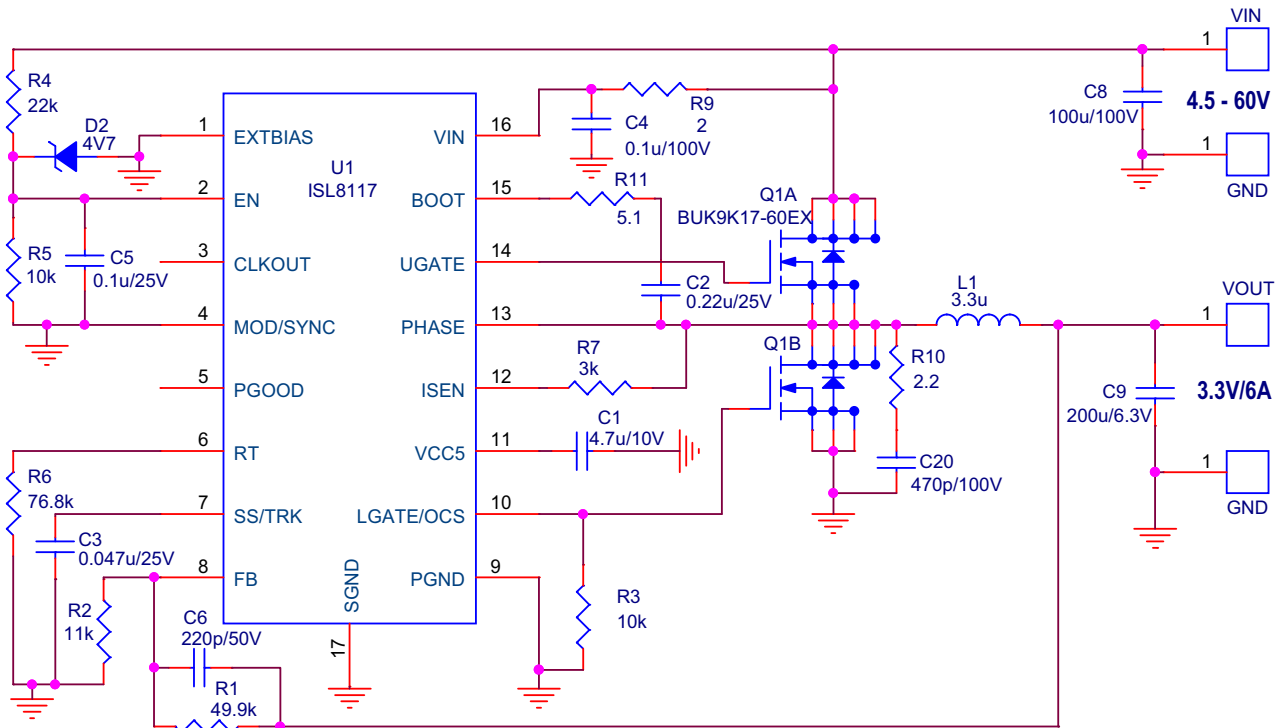 VIN
1
R4
22k
D2
4V7
R9
2
C4
0.1u/100V
C8
100u/100V
4.5 - 60V
1
GND
U1
ISL8117
1
EXTBIAS
VIN
16
2
EN
BOOT
15
R11
5.1
Q1A
BUK9K17-60EX
R5
10k
C5
0.1u/25V
3
CLKOUT
UGATE
14
C2
0.22u/25V
L1
3.3u
VOUT
1
4
MOD/SYNC
PHASE
13
R7
3k
Q1B
R10
2.2
5
PGOOD
ISEN
12
C9
200u/6.3V
3.3V/6A
C1
4.7u/10V
6
RT
VCC5
11
C20
470p/100V
1
GND
R6
76.8k
7
SS/TRK
LGATE/OCS
10
C3
0.047u/25V
8
FB
PGND
9
SGND
17
R2
11k
C6
220p/50V
R3
10k
R1
49.9k